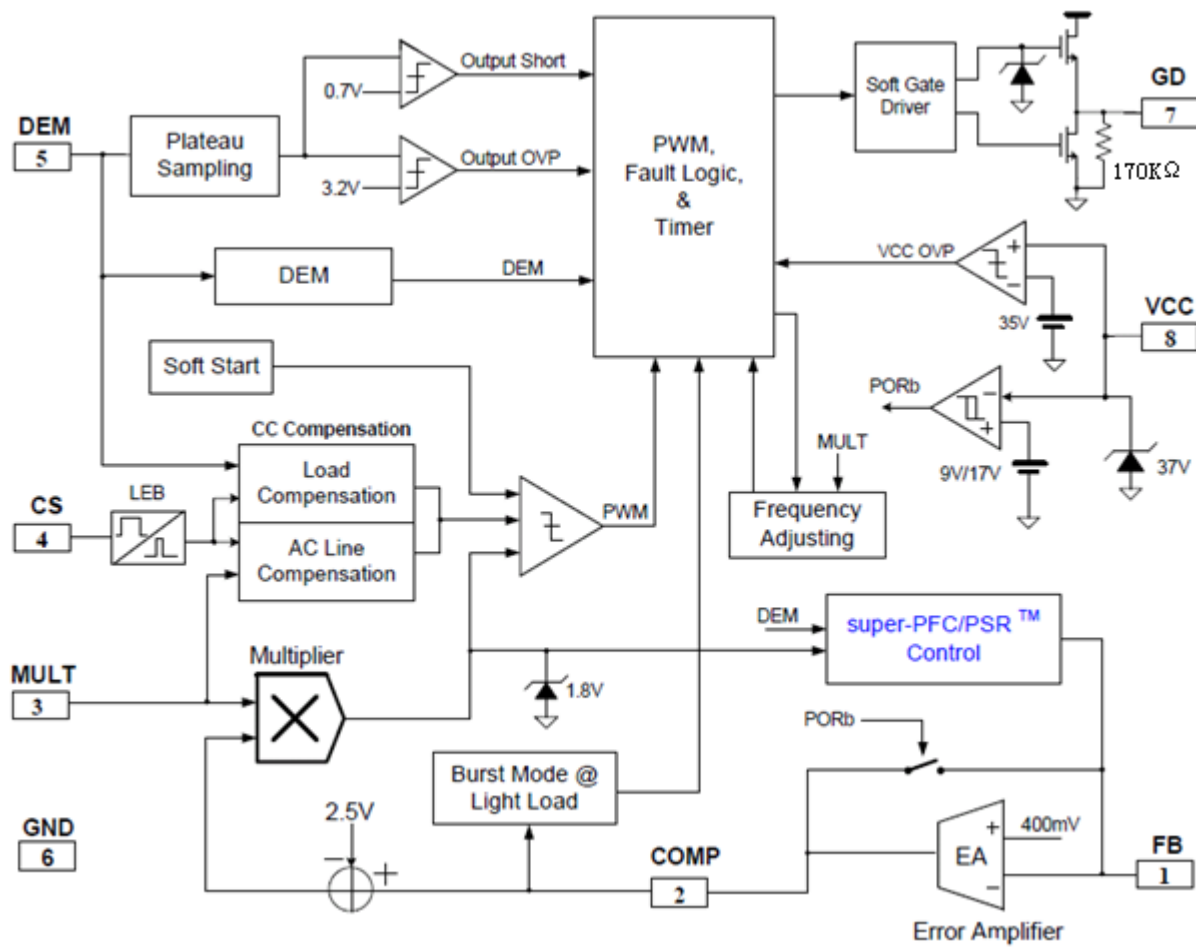 DEM
5
Plateau
Sampling
0.7V
Output Short
3.2V
Output OVP
DEM
DEM
PWM,
Fault Logic,
&
Timer
Soft Gate
Driver
GD
7
170KΩ
VCC OVP
+
−
35V
VCC
8
PORb
−
+
9V/17V
37V
Soft Start
CC Compensation
Load
Compensation
AC Line
Compensation
LEB
CS
4
PWM
MULT
Frequency
Adjusting
DEM
super-PFC/PSR TM
Control
Multiplier
MULT
3
1.8V
PORb
Burst Mode @
Light Load
2.5V
−
+
GND
6
COMP
2
EA
+
−
400mV
FB
1
Error Amplifier